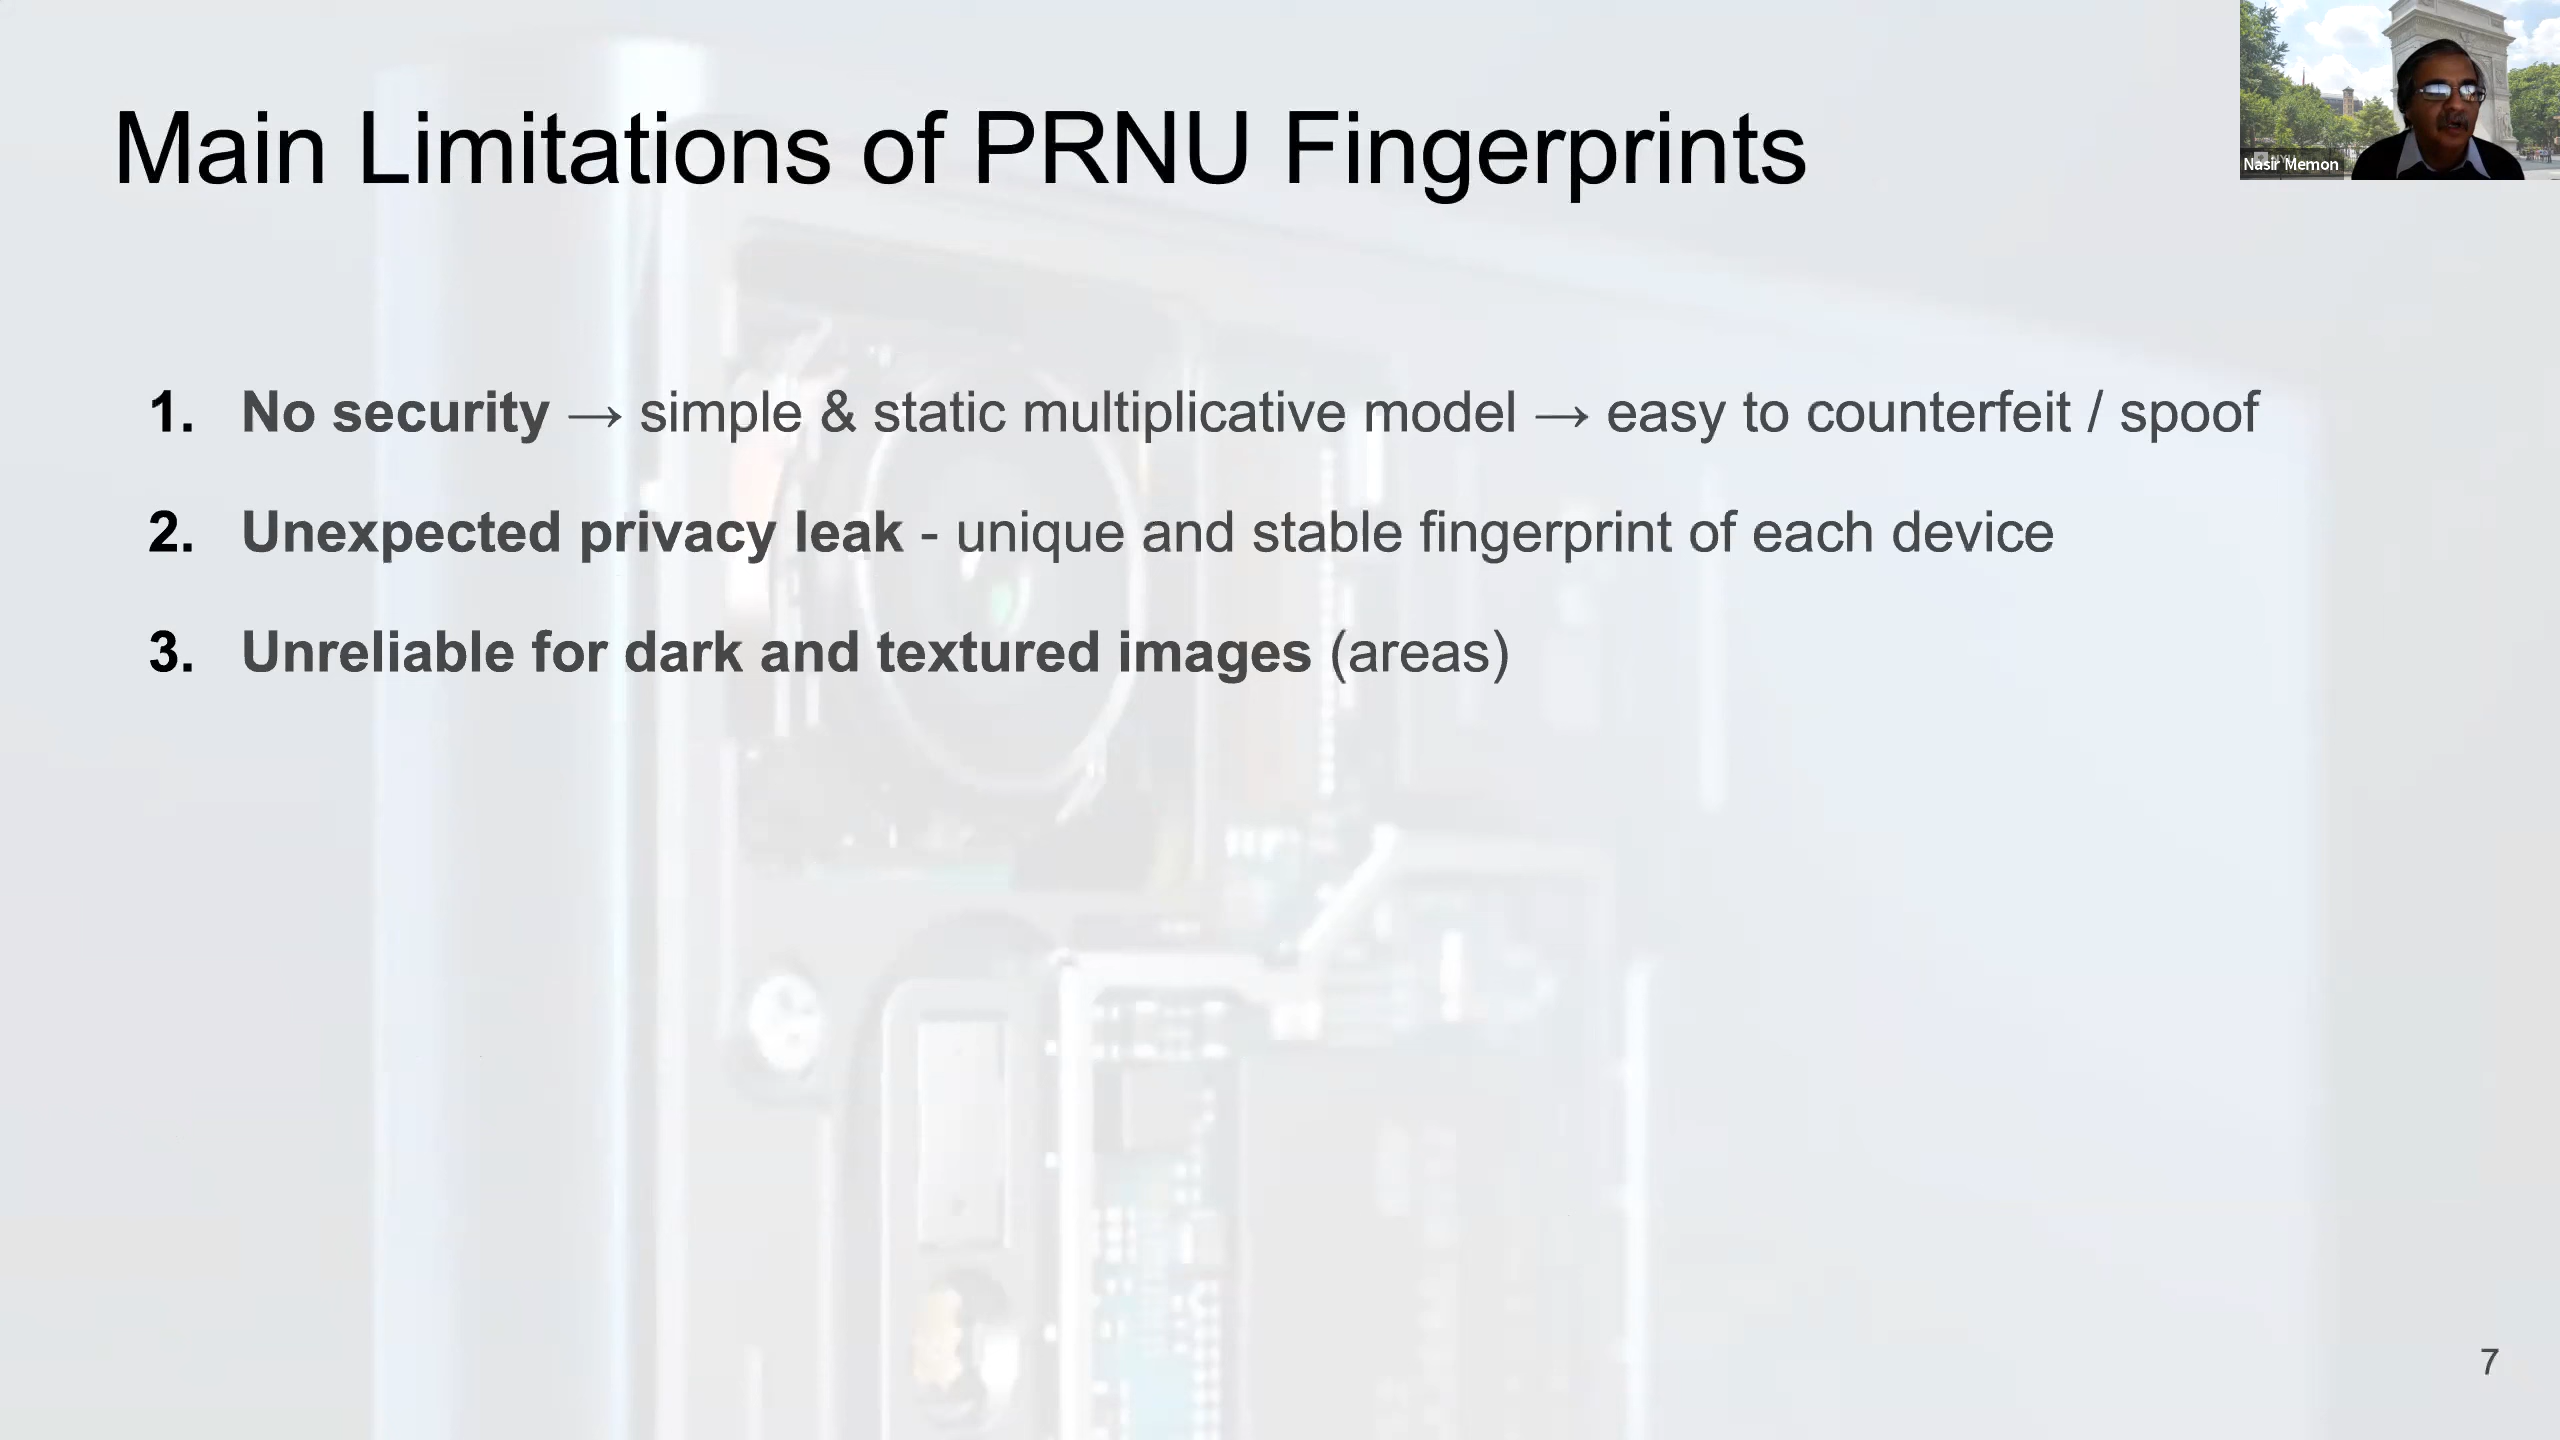 Main Limitations of PRNU Fingerprints
Nasir Memon
1. No security → simple & static multiplicative model → easy to counterfeit / spoof
2. Unexpected privacy leak - unique and stable fingerprint of each device
3. Unreliable for dark and textured images (areas)
7